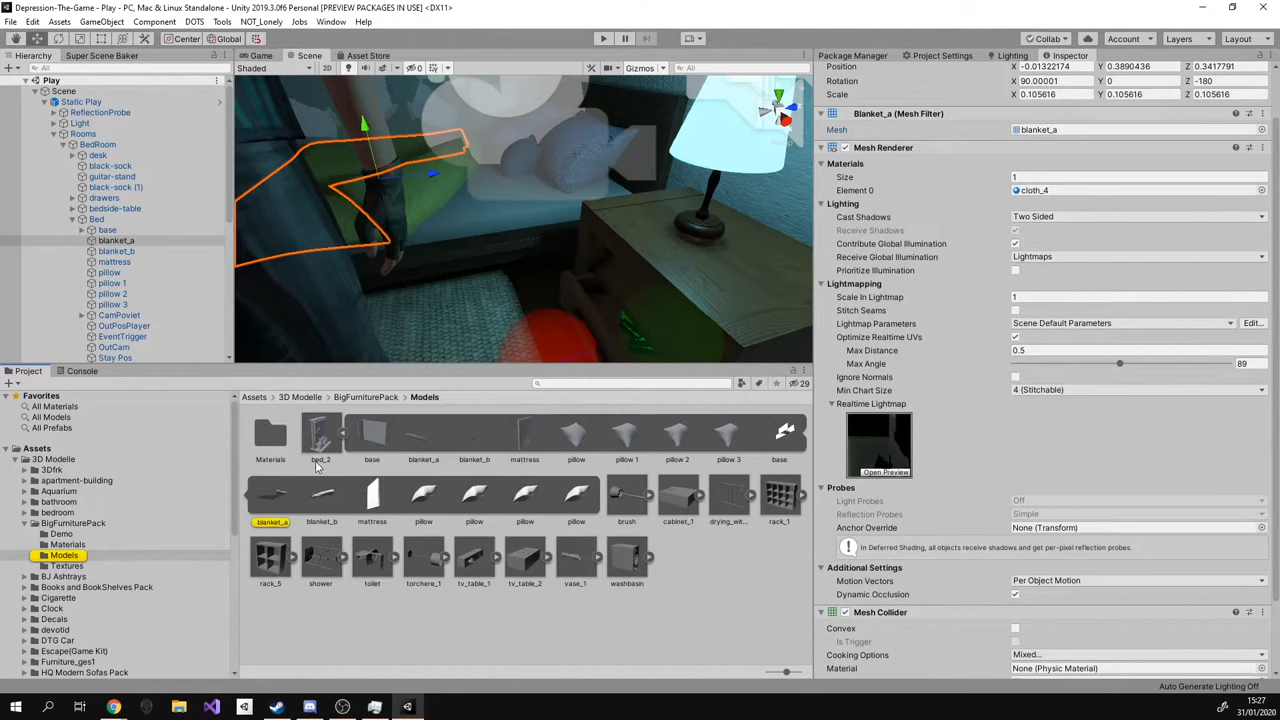 Depression-The-Game - Play - PC, Mac & Linux Standalone - Unity 2019.3.0f6 Personal [PREVIEW PACKAGES IN USE] <DX11>
File Edit Assets GameObject Component DOTS Tools NOT_Lonely Jobs Window Help
Center Global Collab Account Layers Layout
Hierarchy Super Scene Baker Game Scene Asset Store Package Manager Project Settings Lighting Inspector
All Shaded 2D 0 Gizmos All
Play
Scene
Static Play
ReflectionProbe
Light
Rooms
BedRoom
desk
black-sock
guitar-stand
black-sock (1)
drawers
bedside-table
Bed
base
blanket_a
blanket_b
mattress
pillow
pillow 1
pillow 2
pillow 3
CamPoviet
OutPosPlayer
EventTrigger
OutCam
Stay Pos
Position X -0.01322174 Y 0.3890436 Z 0.3417791
Rotation X 90.00001 Y 0 Z -180
Scale X 0.105616 Y 0.105616 Z 0.105616
Blanket_a (Mesh Filter)
Mesh blanket_a
Mesh Renderer
Materials
Size 1
Element 0 cloth_4
Lighting
Cast Shadows Two Sided
Receive Shadows
Contribute Global Illumination
Receive Global Illumination Lightmaps
Prioritize Illumination
Lightmapping
Scale In Lightmap 1
Stitch Seams
Lightmap Parameters Scene Default Parameters Edit...
Optimize Realtime UVs
Max Distance 0.5
Max Angle 89
Ignore Normals
Min Chart Size 4 (Stitchable)
Realtime Lightmap
Open Preview
Probes
Light Probes Off
Reflection Probes Simple
Anchor Override None (Transform)
In Deferred Shading, all objects receive shadows and get per-pixel reflection probes.
Additional Settings
Motion Vectors Per Object Motion
Dynamic Occlusion
Mesh Collider
Convex
Is Trigger
Cooking Options Mixed...
Material None (Physic Material)
Project Console
29
Favorites
All Materials
All Models
All Prefabs
Assets
3D Modelle
3Dfrk
apartment-building
Aquarium
bathroom
bedroom
BigFurniturePack
Demo
Materials
Models
Textures
BJ Ashtrays
Books and BookShelves Pack
Cigarette
Clock
Decals
devotid
DTG Car
Escape(Game Kit)
Furniture_ges1
HQ Modern Sofas Pack
Assets 3D Modelle BigFurniturePack Models
Materials bed_2 base blanket_a blanket_b mattress pillow pillow 1 pillow 2 pillow 3 base
blanket_a blanket_b mattress pillow pillow pillow pillow brush cabinet_1 drying_wit... rack_1
rack_5 shower toilet torchere_1 tv_table_1 tv_table_2 vase_1 washbasin
Auto Generate Lighting Off
15:27
31/01/2020